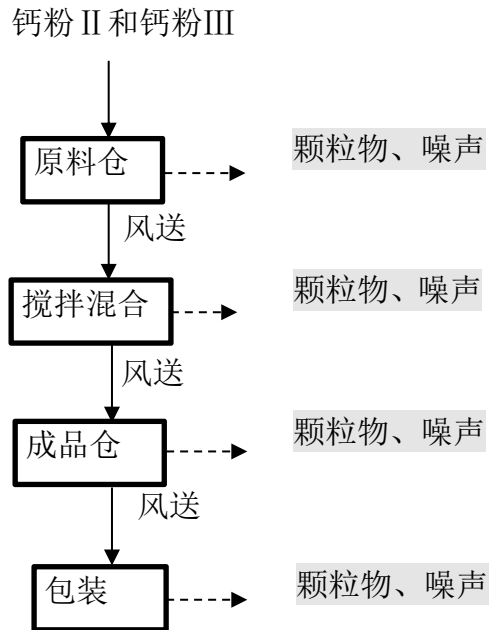 钙粉Ⅱ和钙粉Ⅲ
原料仓
颗粒物、噪声
风送
搅拌混合
颗粒物、噪声
风送
成品仓
颗粒物、噪声
风送
包装
颗粒物、噪声